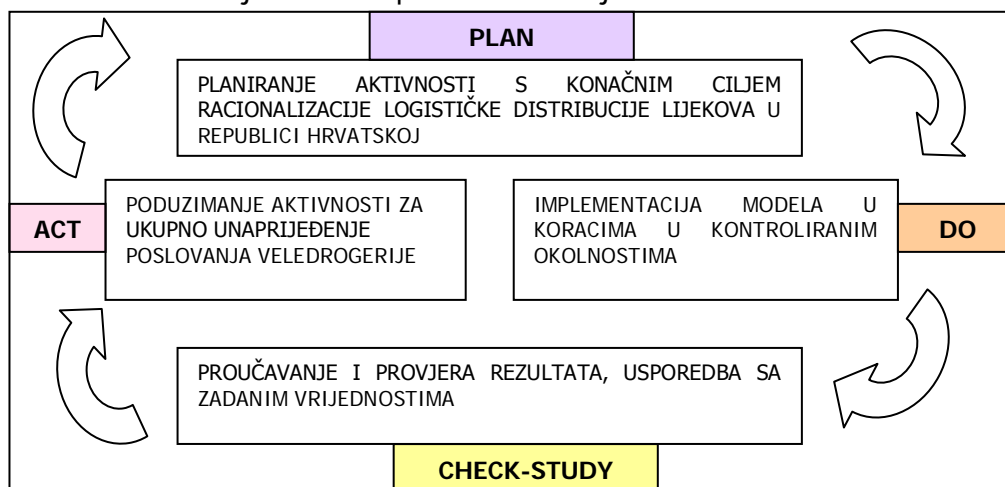 PLAN
PLANIRANJE AKTIVNOSTI S KONAČNIM CILJEM
RACIONALIZACIJE LOGISTIČKE DISTRIBUCIJE LIJEKOVA U
REPUBLICI HRVATSKOJ
ACT
PODUZIMANJE AKTIVNOSTI ZA
UKUPNO UNAPRIJEĐENJE
POSLOVANJA VELEDROGERIJE
IMPLEMENTACIJA MODELA U
KORACIMA U KONTROLIRANIM
OKOLNOSTIMA
DO
PROUČAVANJE I PROVJERA REZULTATA, USPOREDBA SA
ZADANIM VRIJEDNOSTIMA
CHECK-STUDY